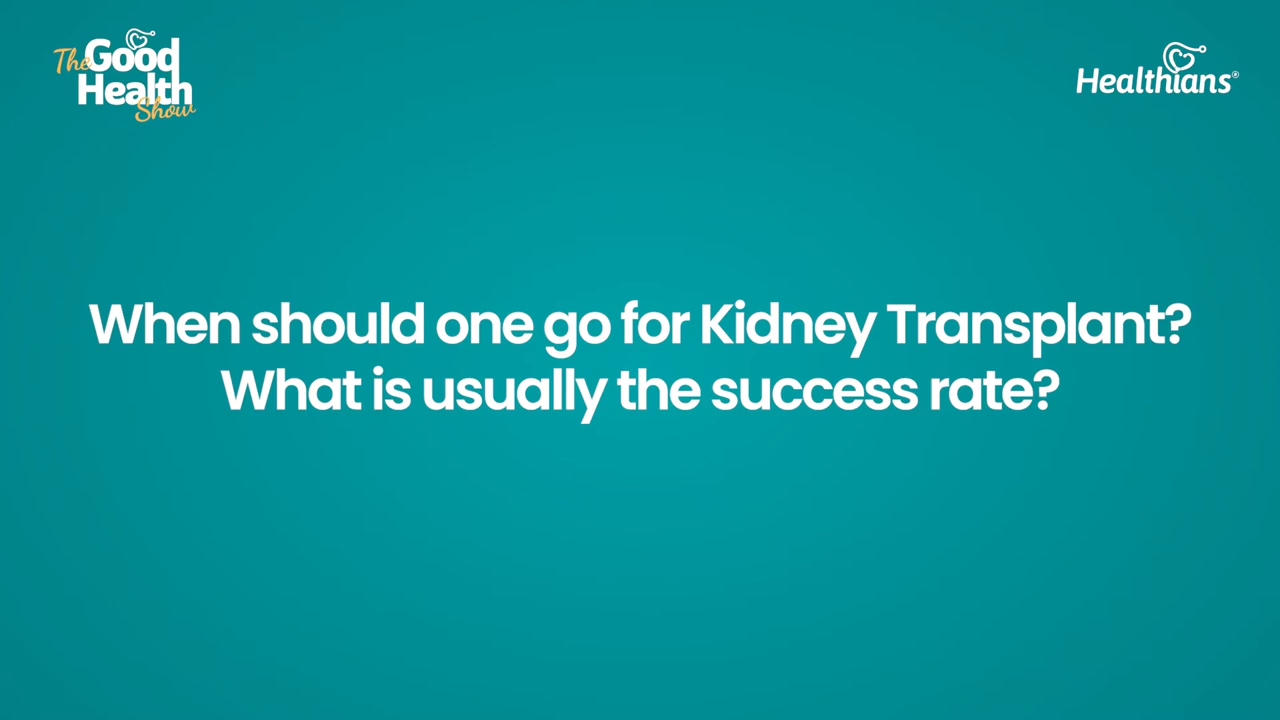 The Good
Health
Show
Healthians®
When should one go for Kidney Transplant?
What is usually the success rate?